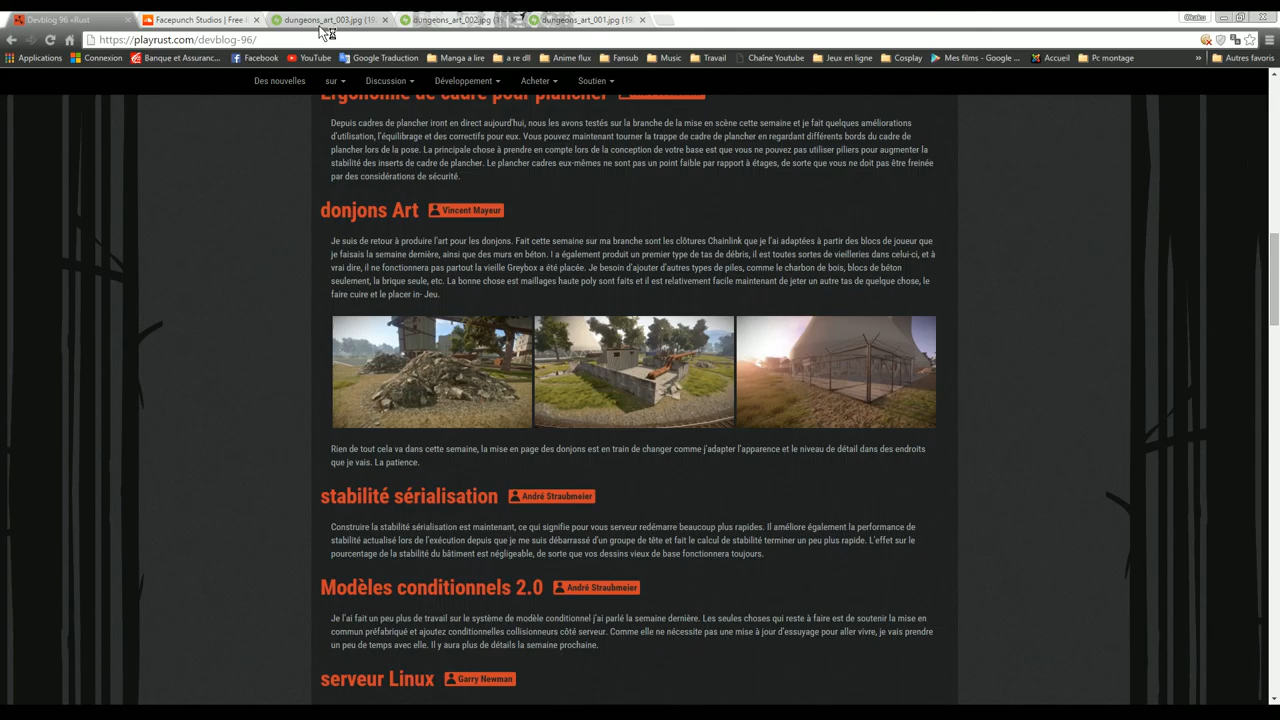 Devblog 96 «Rust
Facepunch Studios | Free l
dungeons_art_003.jpg (19
dungeons_art_002.jpg (1
dungeons_art_001.jpg (19
Okaku
https://playrust.com/devblog-96/
Applications
Connexion
Banque et Assuranc...
Facebook
YouTube
Google Traduction
Manga a lire
a re dll
Anime flux
Fansub
Music
Travail
Chaîne Youtube
Mes films - Google ...
Jeux en ligne
Cosplay
Accueil
Pc montage
»
Autres favoris
Des nouvelles
sur
Discussion
Développement
Acheter
Soutien
Ergonomie de cadre pour plancher
Depuis cadres de plancher iront en direct aujourd'hui, nous les avons testés sur la branche de la mise en scène cette semaine et je fait quelques améliorations
d'utilisation, l'équilibrage et des correctifs pour eux. Vous pouvez maintenant tourner la trappe de cadre de plancher en regardant différents bords du cadre de
plancher lors de la pose. La principale chose à prendre en compte lors de la conception de votre base est que vous ne pouvez pas utiliser piliers pour augmenter la
stabilité des inserts de cadre de plancher. Le plancher cadres eux-mêmes ne sont pas un point faible par rapport à étages, de sorte que vous ne doit pas être freinée
par des considérations de sécurité.
donjons Art
Vincent Mayeur
Je suis de retour à produire l'art pour les donjons. Fait cette semaine sur ma branche sont les clôtures Chainlink que je l'ai adaptées à partir des blocs de joueur que
je faisais la semaine dernière, ainsi que des murs en béton. I a également produit un premier type de tas de débris, il est toutes sortes de vieilleries dans celui-ci, et à
vrai dire, il ne fonctionnera pas partout la vieille Greybox a été placée. Je besoin d'ajouter d'autres types de piles, comme le charbon de bois, blocs de béton
seulement, la brique seule, etc. La bonne chose est maillages haute poly sont faits et il est relativement facile maintenant de jeter un autre tas de quelque chose, le
faire cuire et le placer in- Jeu.
Rien de tout cela va dans cette semaine, la mise en page des donjons est en train de changer comme j'adapter l'apparence et le niveau de détail dans des endroits
que je vais. La patience.
stabilité sérialisation
André Straubmeier
Construire la stabilité sérialisation est maintenant, ce qui signifie pour vous serveur redémarre beaucoup plus rapides. Il améliore également la performance de
stabilité actualisé lors de l'exécution depuis que je me suis débarrassé d'un groupe de tête et fait le calcul de stabilité terminer un peu plus rapide. L'effet sur le
pourcentage de la stabilité du bâtiment est négligeable, de sorte que vos dessins vieux de base fonctionnera toujours.
Modèles conditionnels 2.0
André Straubmeier
Je l'ai fait un peu plus de travail sur le système de modèle conditionnel j'ai parlé la semaine dernière. Les seules choses qui reste à faire est de soutenir la mise en
commun préfabriqué et ajoutez conditionnelles collisionneurs côté serveur. Comme elle ne nécessite pas une mise à jour d'essuyage pour aller vivre, je vais prendre
un peu de temps avec elle. Il y aura plus de détails la semaine prochaine.
serveur Linux
Garry Newman